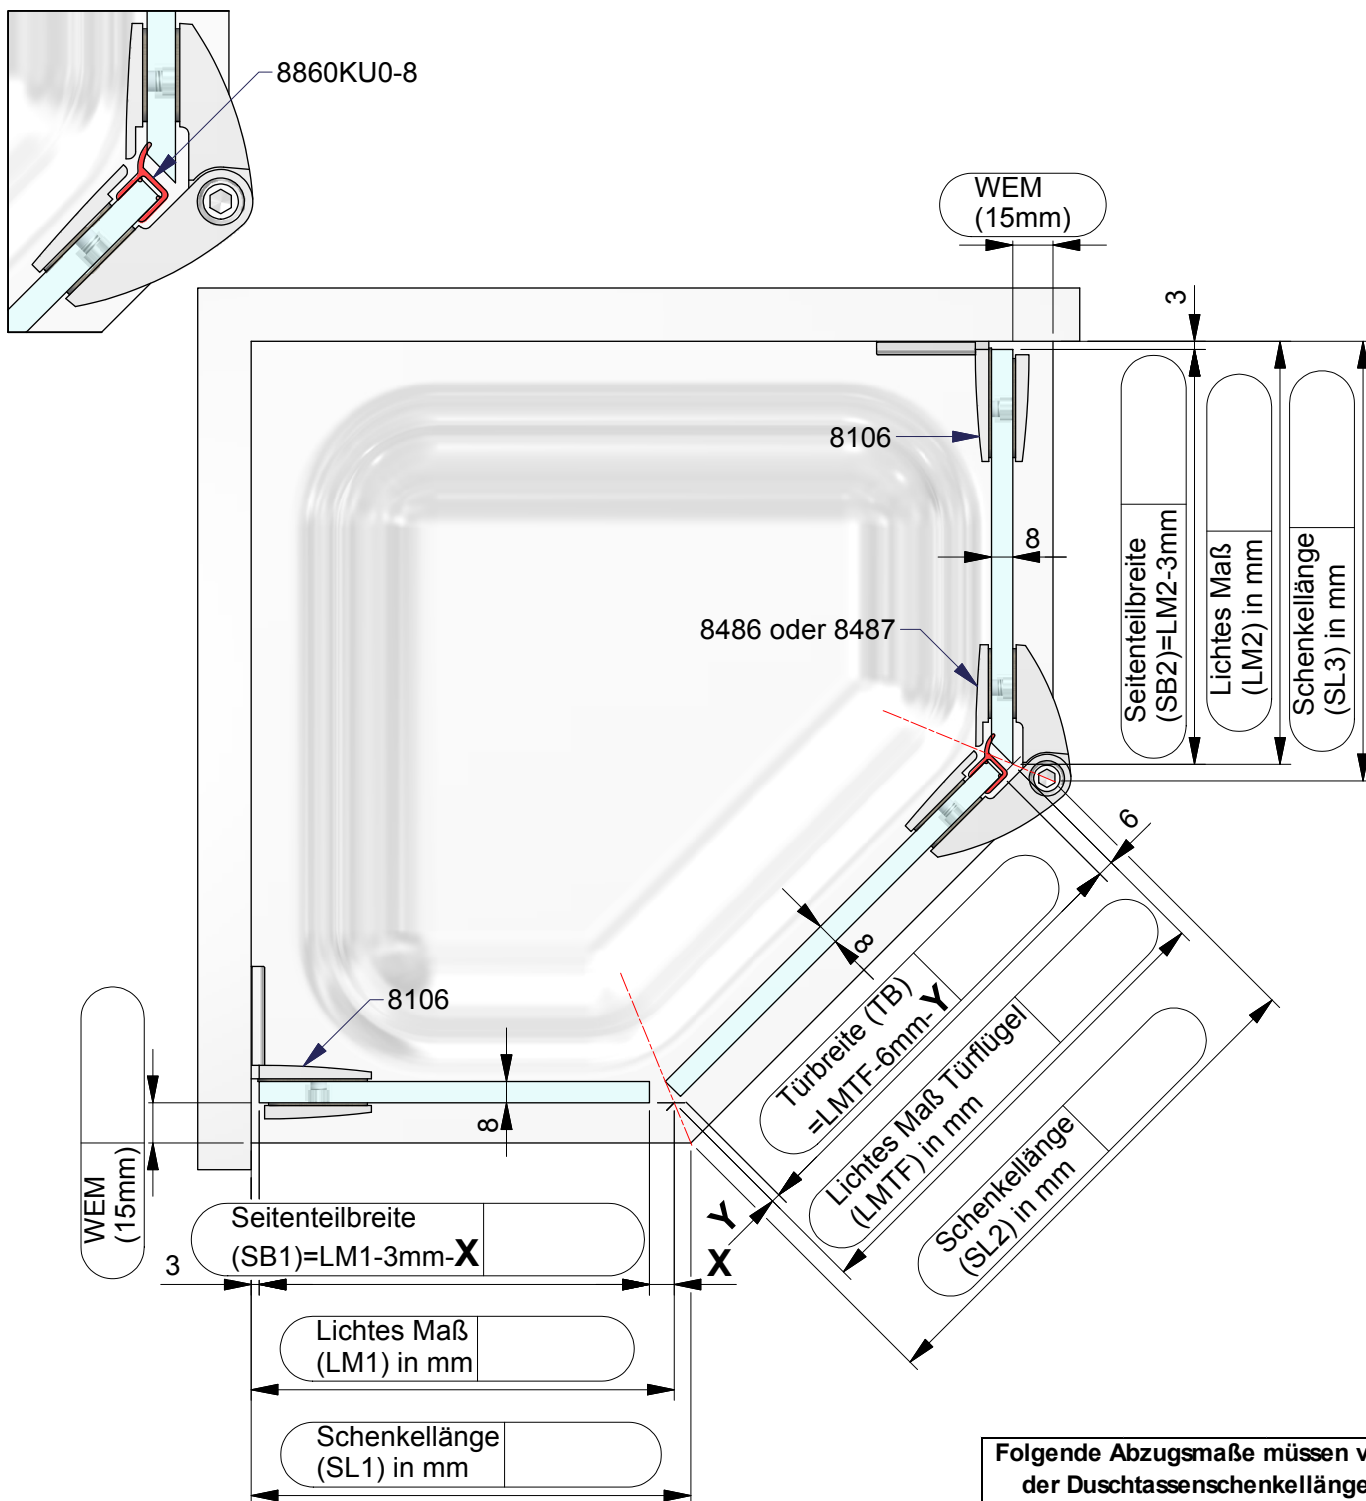 8860KU0-8
WEM
(15mm)
3
8106
8
Seitenteilbreite
(SB2)=LM2-3mm
Lichtes Maß
(LM2) in mm
Schenkellänge
(SL3) in mm
8486 oder 8487
6
8
Türbreite (TB)
=LMTF-6mm-Y
Lichtes Maß Türflügel
(LMTF) in mm
Schenkellänge
(SL2) in mm
8106
8
WEM
(15mm)
Seitenteilbreite
(SB1)=LM1-3mm-X
3
Y
X
Lichtes Maß
(LM1) in mm
Schenkellänge
(SL1) in mm
Folgende Abzugsmaße müssen v
der Duschtassenschenkellänge